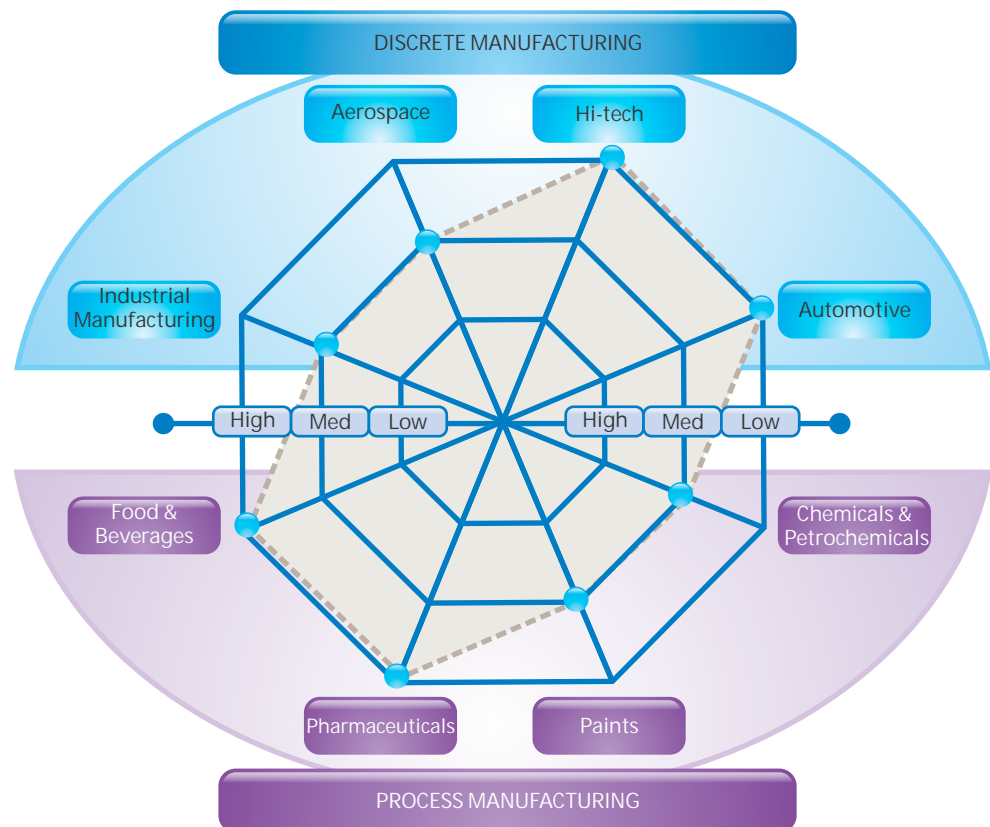 DISCRETE MANUFACTURING
Aerospace
Hi-tech
Industrial
Manufacturing
Automotive
High
Med
Low
High
Med
Low
Food &
Beverages
Chemicals &
Petrochemicals
Pharmaceuticals
Paints
PROCESS MANUFACTURING